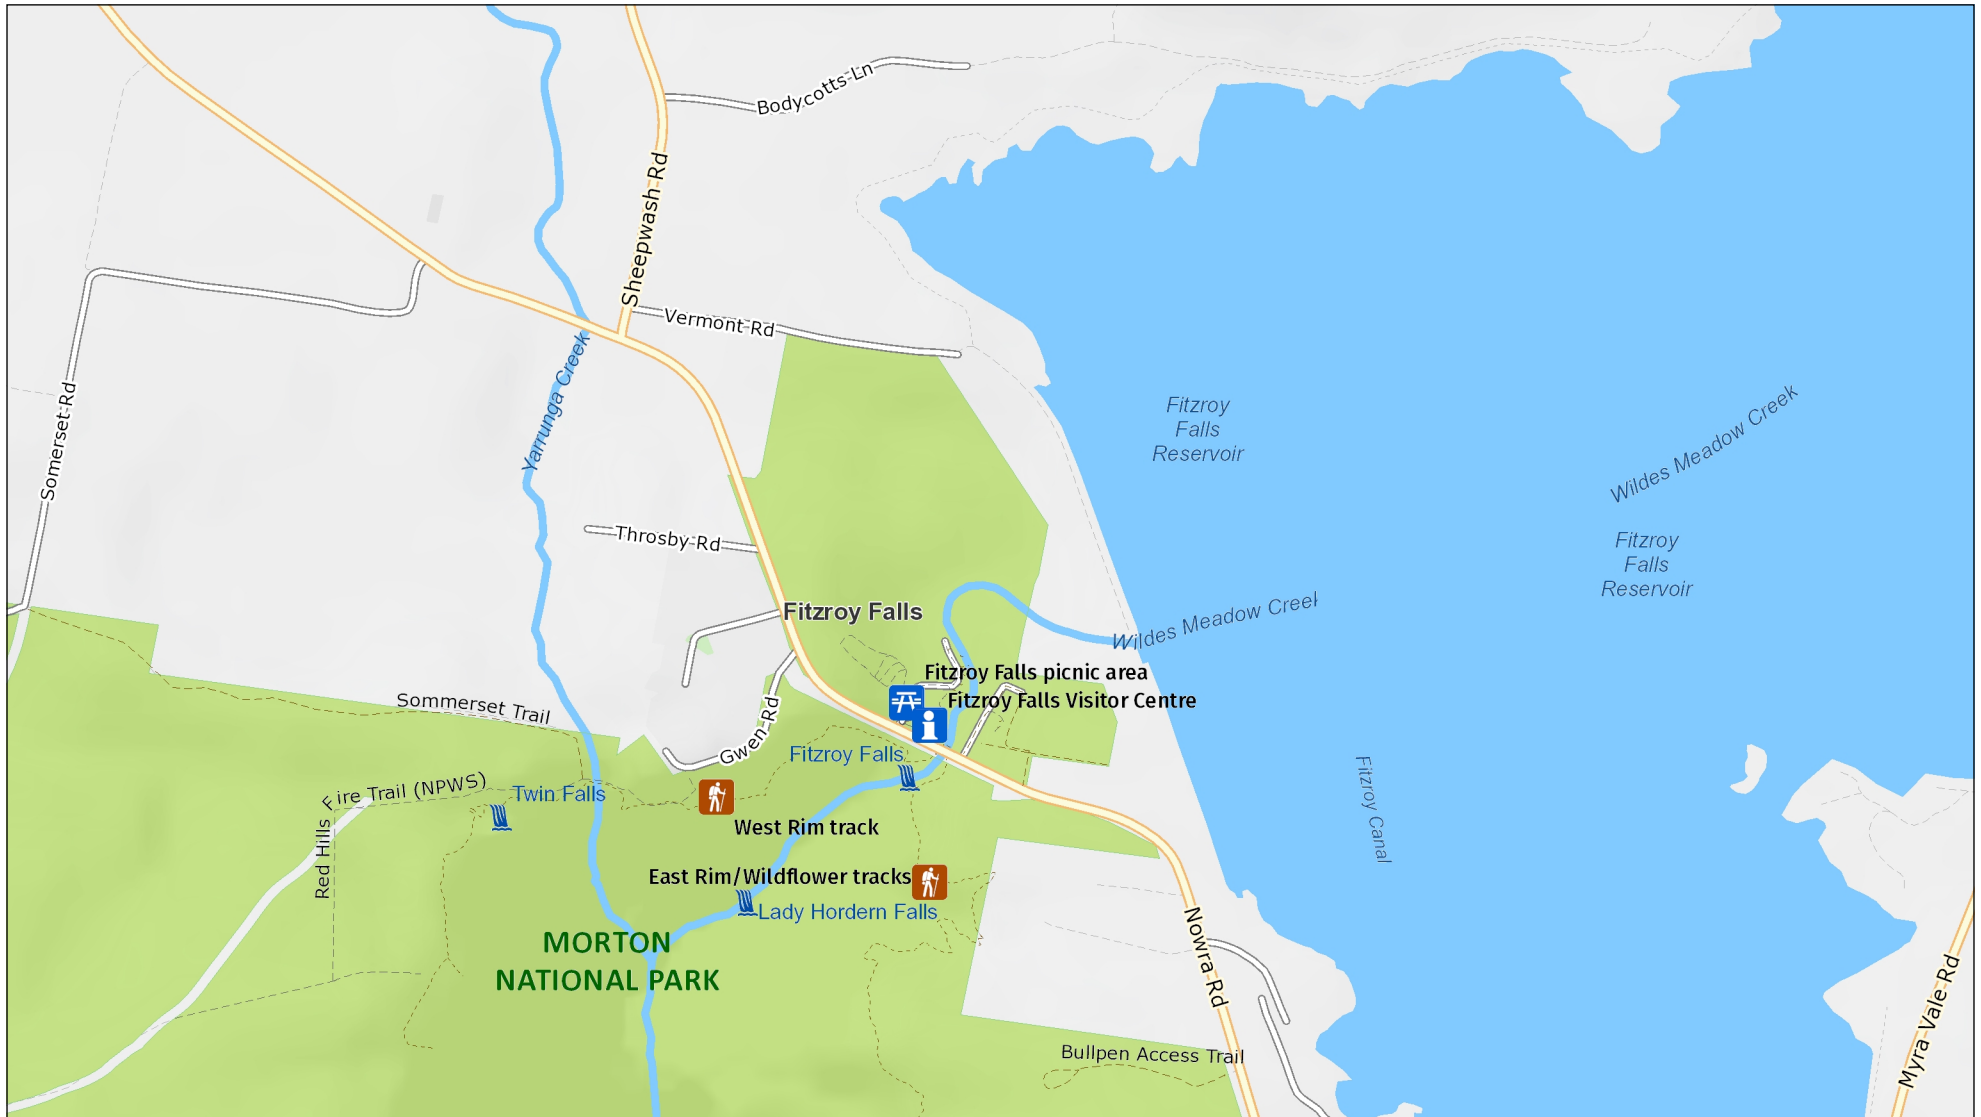 Bodycotts Ln
Sheepwash Rd
Vermont Rd
Yarrunga Creek
Somerset Rd
Fitzroy
Falls
Reservoir
Wildes Meadow Creek
Fitzroy
Falls
Reservoir
Throsby Rd
Fitzroy Falls
Wildes Meadow Creek
Fitzroy Falls picnic area
Fitzroy Falls Visitor Centre
Sommerset Trail
Gwen Rd
Fitzroy Falls
Fitzroy Canal
Red Hills Fire Trail (NPWS)
Twin Falls
West Rim track
East Rim/Wildflower tracks
Lady Hordern Falls
MORTON
NATIONAL PARK
Nowra Rd
Myra Vale Rd
Bullpen Access Trail